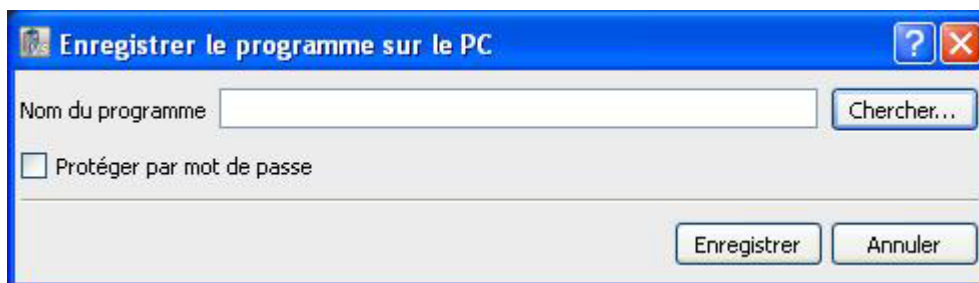 Enregistrer le programme sur le PC
Nom du programme Chercher...
Protéger par mot de passe
Enregistrer Annuler